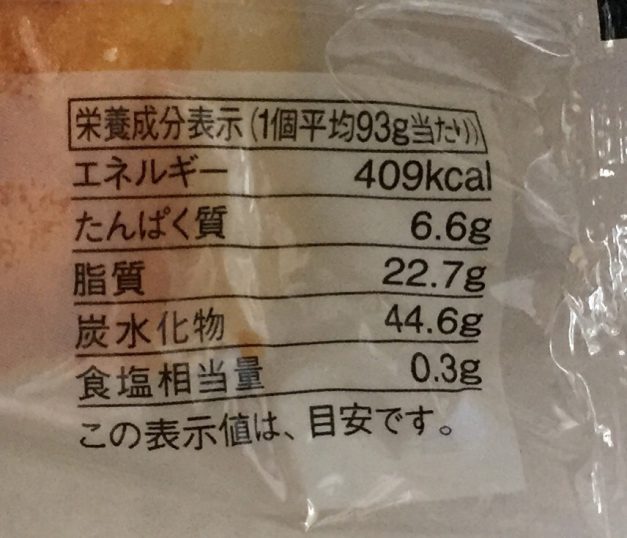 栄養成分表示(1個平均93g当たり)
エネルギー 409kcal
たんぱく質 6.6g
脂質 22.7g
炭水化物 44.6g
食塩相当量 0.3g
この表示値は、目安です。